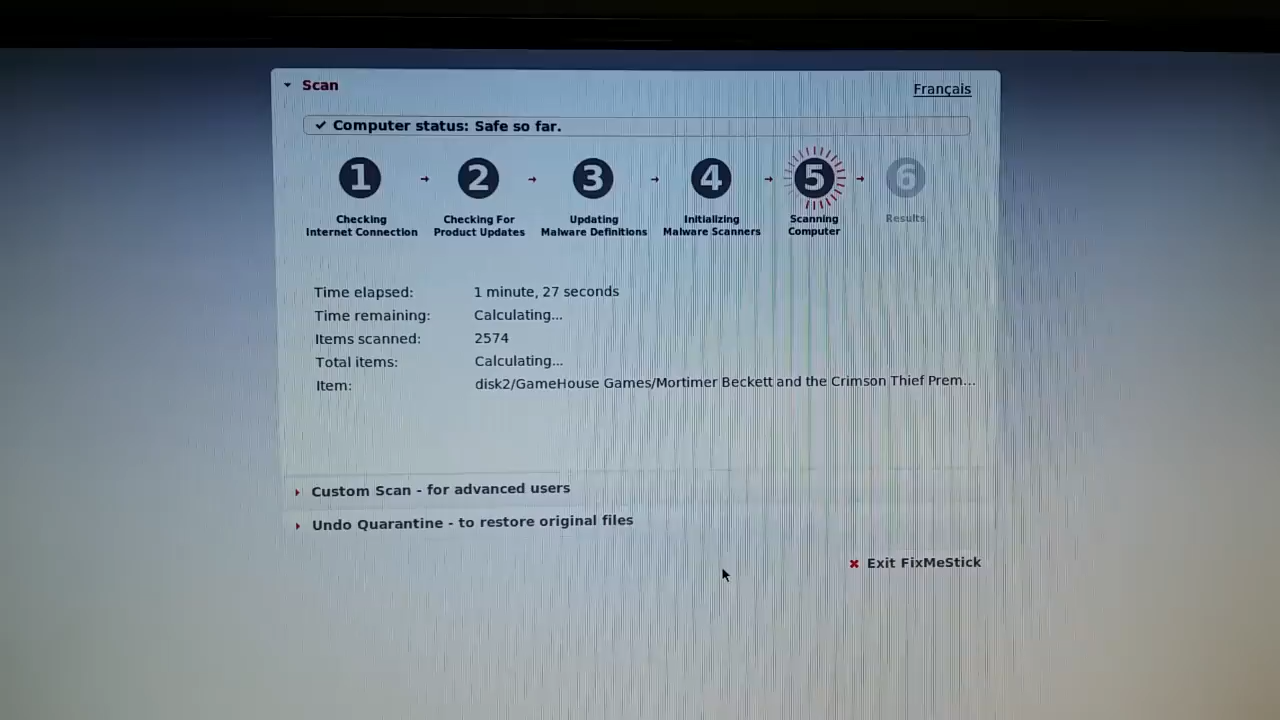 Scan
Français
✔ Computer status: Safe so far.
1 2 3 4 5 6
Checking Internet Connection
Checking For Product Updates
Updating Malware Definitions
Initializing Malware Scanners
Scanning Computer
Results
Time elapsed: 1 minute, 27 seconds
Time remaining: Calculating...
Items scanned: 2574
Total items: Calculating...
Item: disk2/GameHouse Games/Mortimer Beckett and the Crimson Thief Prem...
Custom Scan - for advanced users
Undo Quarantine - to restore original files
✖ Exit FixMeStick